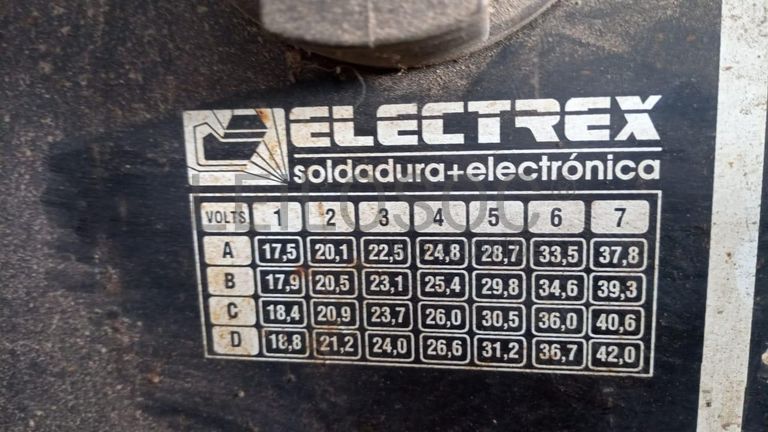 ELECTREX
soldadura+electrónica
LEILOSOC
VOLTS 1 2 3 4 5 6 7
A 17,5 20,1 22,5 24,8 28,7 33,5 37,8
B 17,9 20,5 23,1 25,4 29,8 34,6 39,3
C 18,4 20,9 23,7 26,0 30,5 36,0 40,6
D 18,8 21,2 24,0 26,6 31,2 36,7 42,0